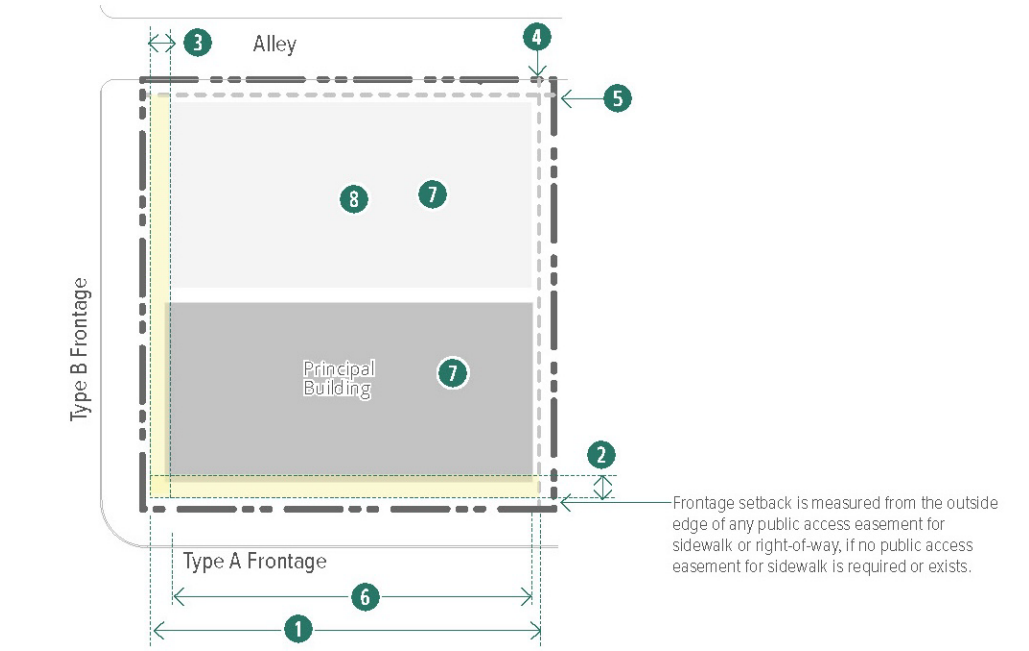 3
Alley
4
5
8
7
Type B Frontage
Principal
Building
7
2
Frontage setback is measured from the outside
edge of any public access easement for
sidewalk or right-of-way, if no public access
easement for sidewalk is required or exists.
Type A Frontage
6
1